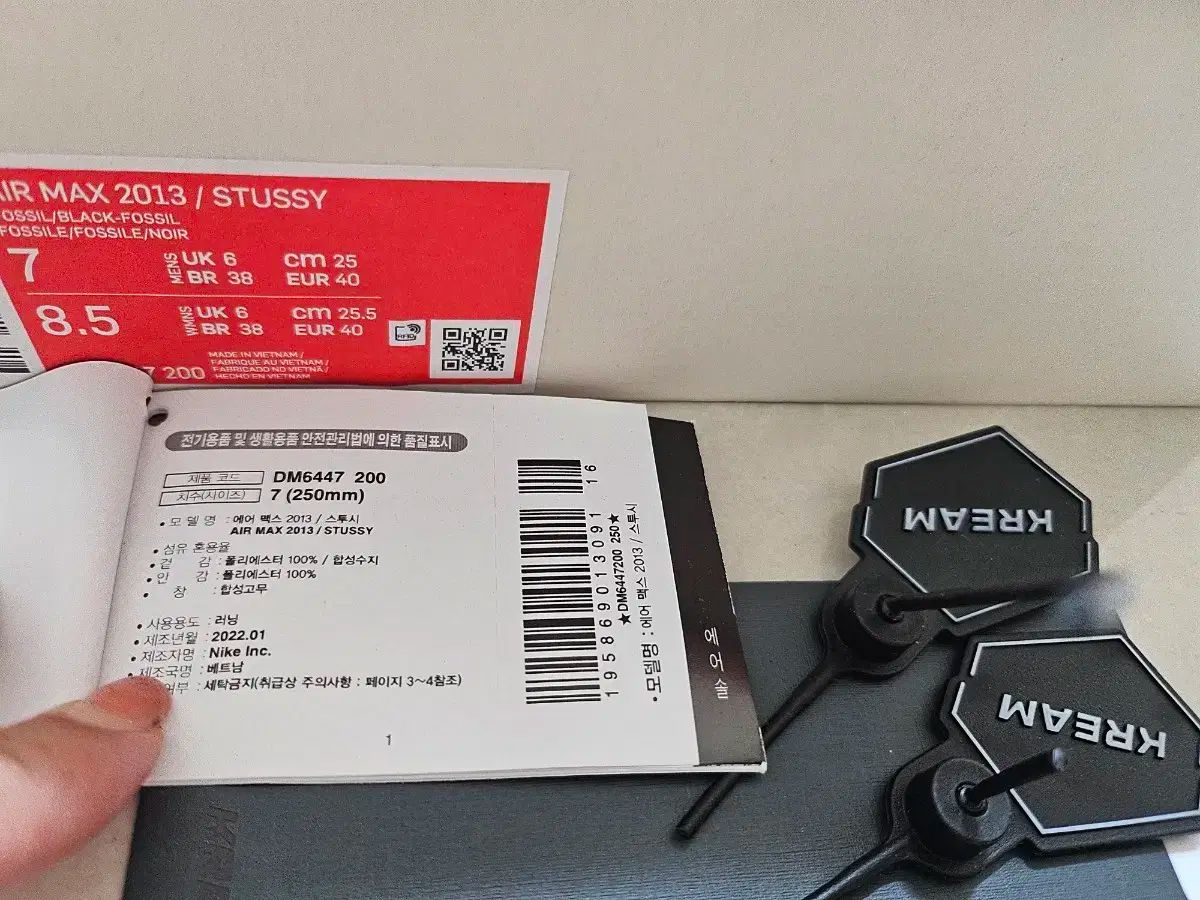 AIR MAX 2013 / STUSSY
FOSSIL/BLACK-FOSSIL
FOSSILE/FOSSILE/NOIR
7 MENS UK 6 cm 25
BR 38 EUR 40
8.5 WMNS UK 6 cm 25.5
BR 38 EUR 40
RFID
MADE IN VIETNAM /
FABRIQUE AU VIETNAM /
FABRICADO NO VIETNÃ /
HECHO EN VIETNAM
7 200
전기용품 및 생활용품 안전관리법에 의한 품질표시
제품 코드 DM6447 200
치수(사이즈) 7 (250mm)
• 모 델 명 : 에어 맥스 2013 / 스투시
AIR MAX 2013 / STUSSY
• 섬유 혼용율
• 겉 감 : 폴리에스터 100% / 합성수지
• 안 감 : 폴리에스터 100%
• 창 : 합성고무
• 사용용도 : 러닝
• 제조년월 : 2022.01
• 제조자명 : Nike Inc.
• 제조국명 : 베트남
여부 : 세탁금지(취급상 주의사항 : 페이지 3~4참조)
1
195869013091 16
★DM6447200 250★
• 모델명 : 에어 맥스 2013 / 스투시
에어솔
KREAM
KREAM